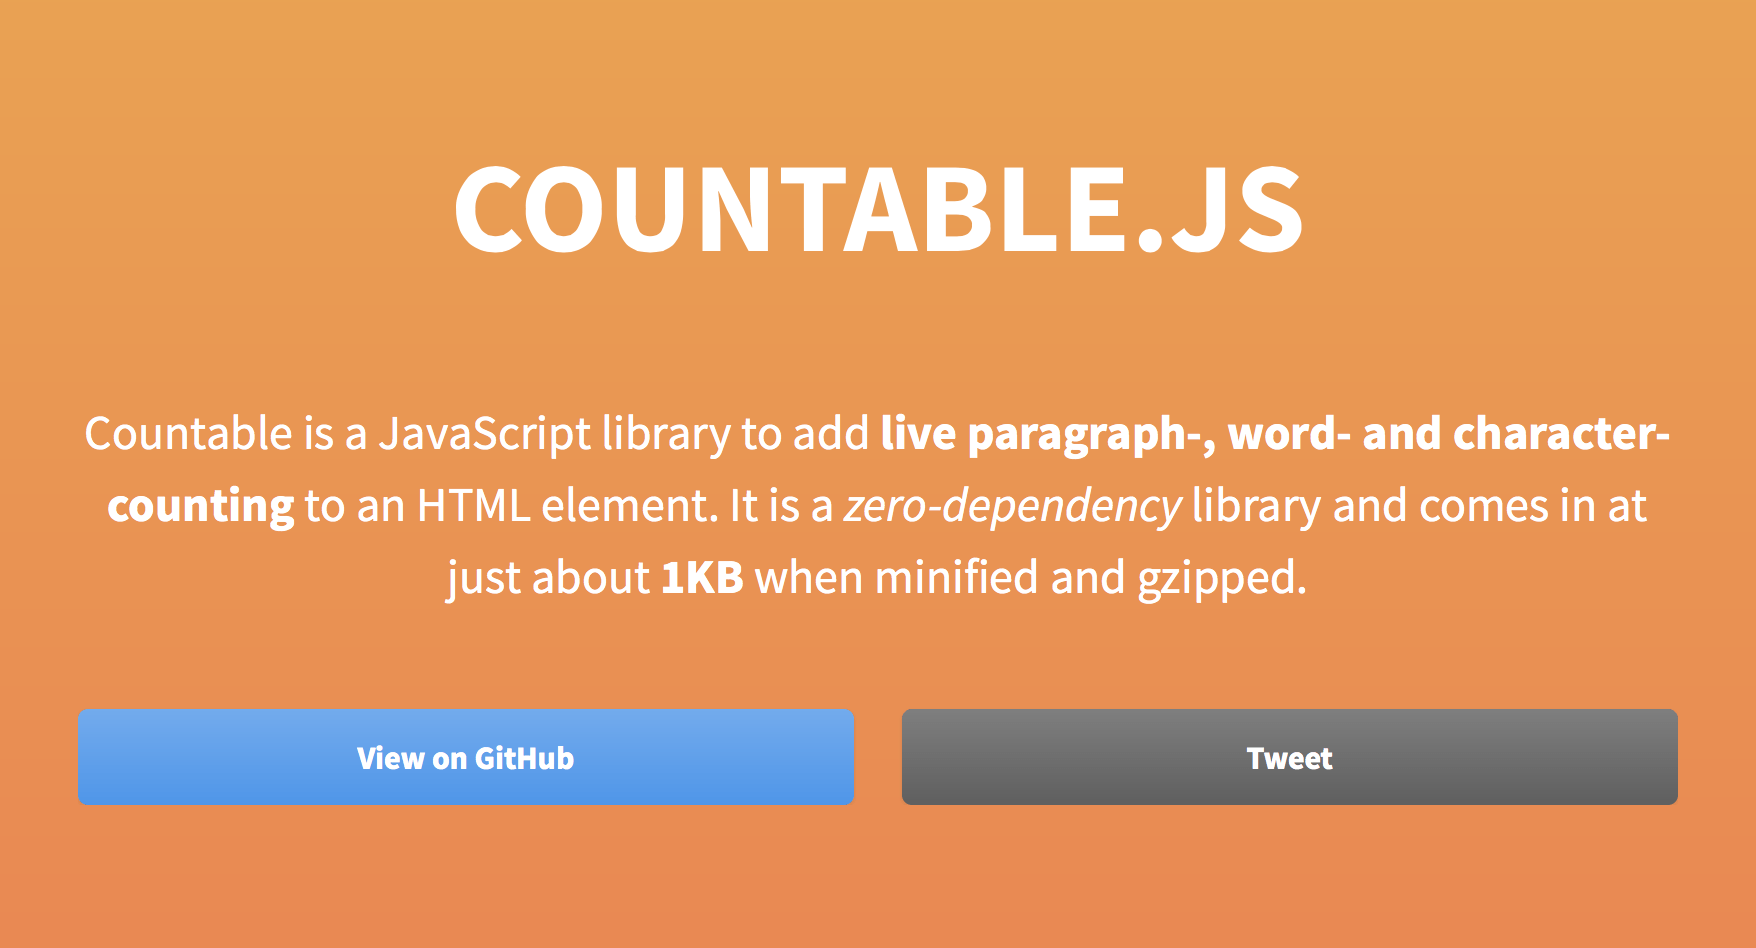 COUNTABLE.JS
Countable is a JavaScript library to add live paragraph-, word- and character-
counting to an HTML element. It is a zero-dependency library and comes in at
just about 1KB when minified and gzipped.
View on GitHub
Tweet